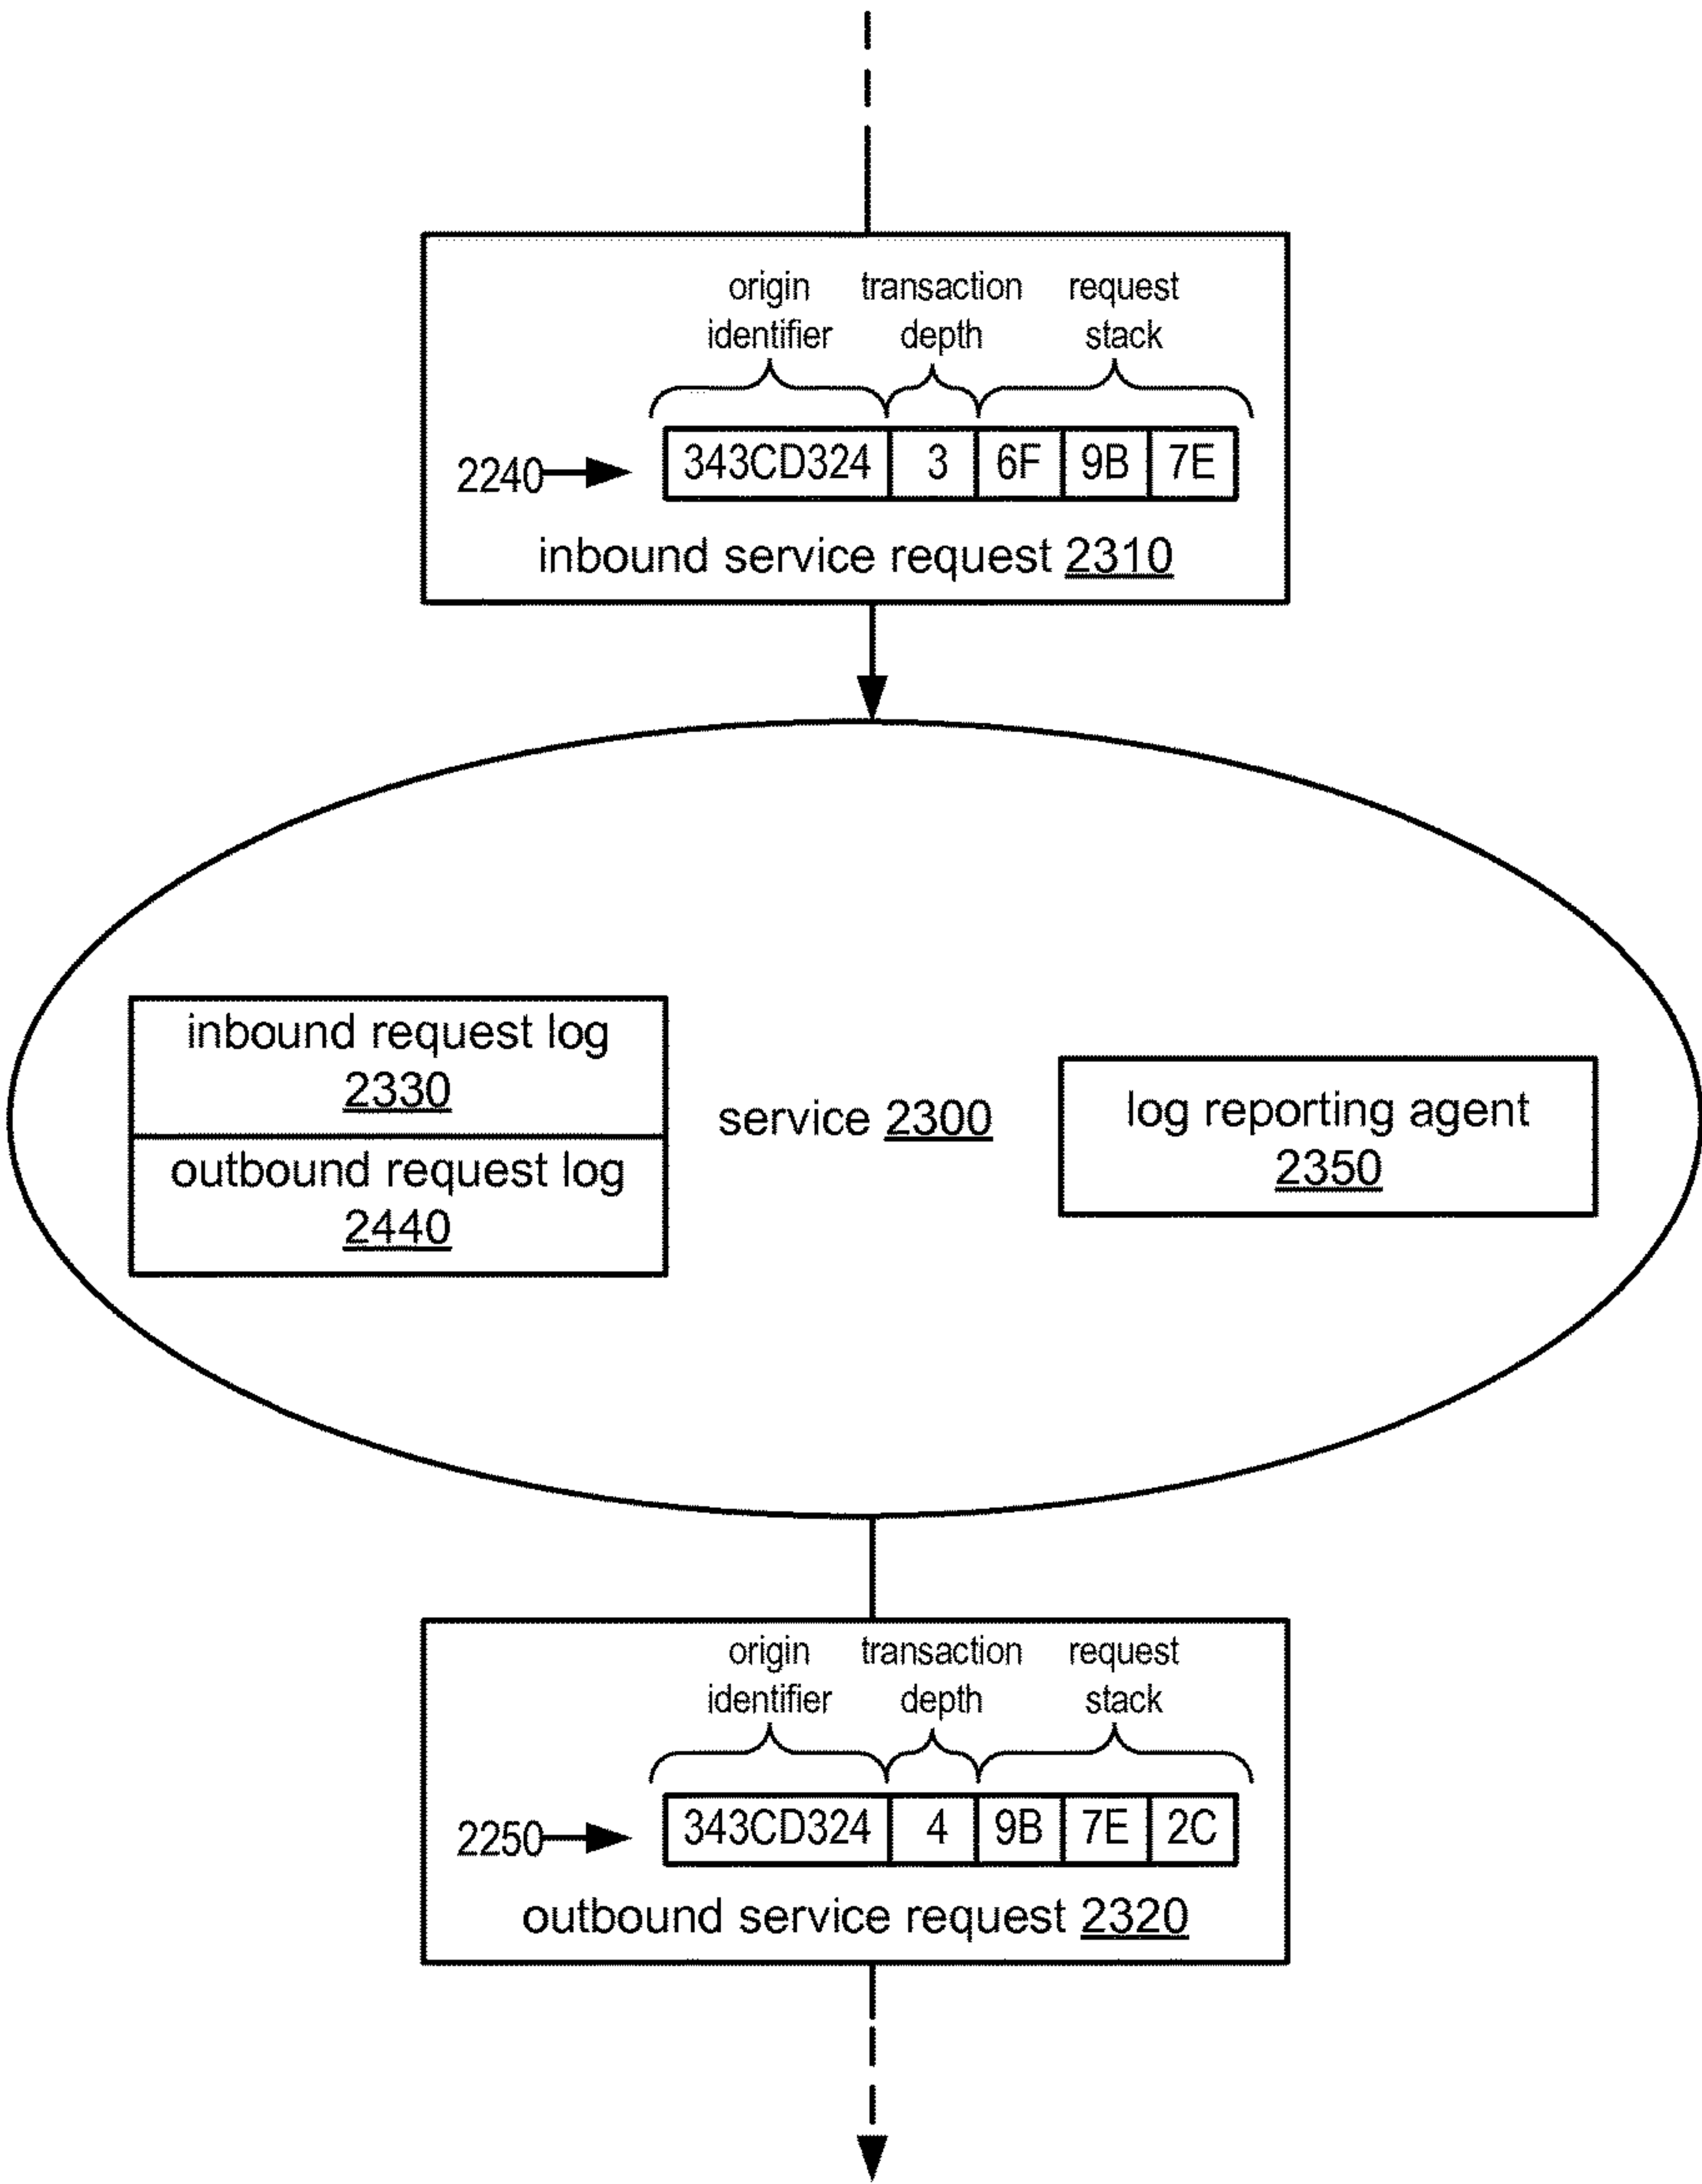 origin transaction request
identifier depth stack
2240 343CD324 3 6F 9B 7E
inbound service request 2310
inbound request log
2330
outbound request log
2440
service 2300
log reporting agent
2350
origin transaction request
identifier depth stack
2250 343CD324 4 9B 7E 2C
outbound service request 2320